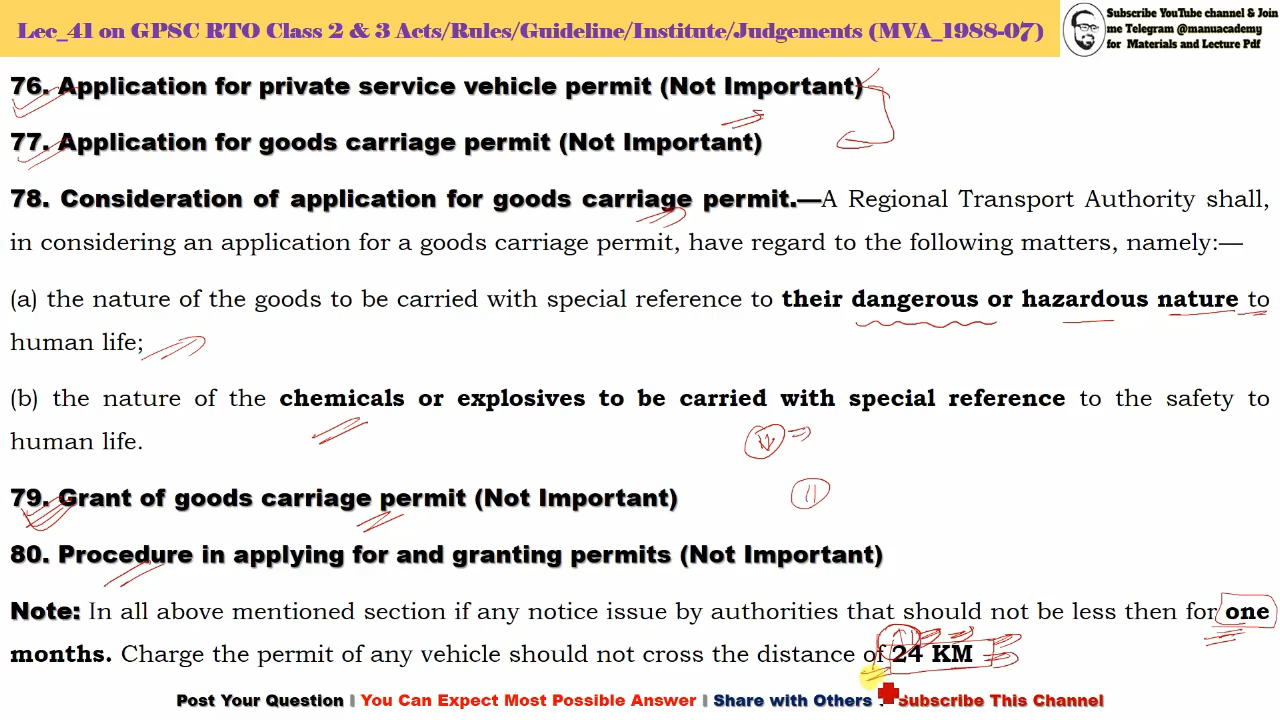 Lec_41 on GPSC RTO Class 2 & 3 Acts/Rules/Guideline/Institute/Judgements (MVA_1988-07)
Subscribe YouTube channel & Join
me Telegram @manuacademy
for Materials and Lecture Pdf
76. Application for private service vehicle permit (Not Important)
77. Application for goods carriage permit (Not Important)
78. Consideration of application for goods carriage permit.—A Regional Transport Authority shall,
in considering an application for a goods carriage permit, have regard to the following matters, namely:—
(a) the nature of the goods to be carried with special reference to their dangerous or hazardous nature to
human life;
(b) the nature of the chemicals or explosives to be carried with special reference to the safety to
human life.
79. Grant of goods carriage permit (Not Important)
80. Procedure in applying for and granting permits (Not Important)
Note: In all above mentioned section if any notice issue by authorities that should not be less then for one
months. Charge the permit of any vehicle should not cross the distance of 24 KM
Post Your Question | You Can Expect Most Possible Answer | Share with Others | Subscribe This Channel